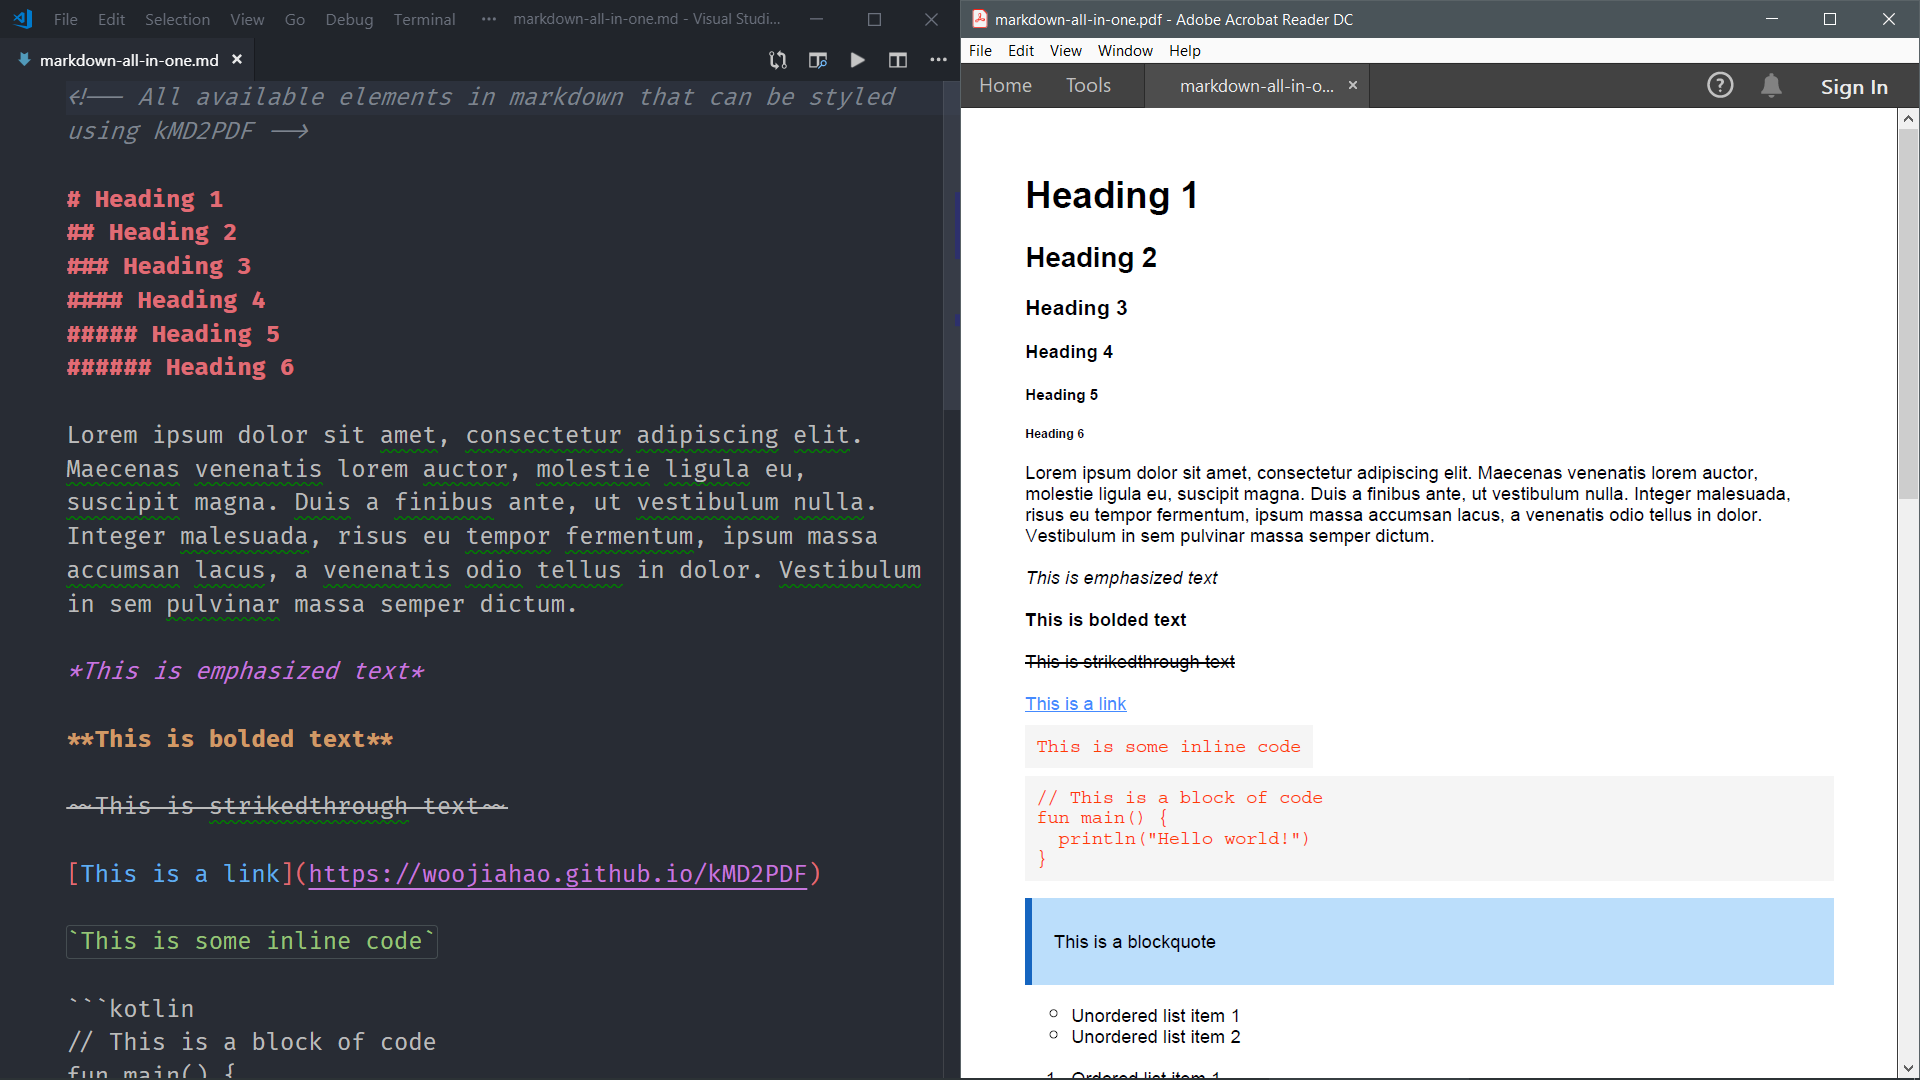 File Edit Selection View Go Debug Terminal ··· markdown-all-in-one.md - Visual Studi...
markdown-all-in-one.md
<!-- All available elements in markdown that can be styled
using kMD2PDF -->
# Heading 1
## Heading 2
### Heading 3
#### Heading 4
##### Heading 5
###### Heading 6
Lorem ipsum dolor sit amet, consectetur adipiscing elit.
Maecenas venenatis lorem auctor, molestie ligula eu,
suscipit magna. Duis a finibus ante, ut vestibulum nulla.
Integer malesuada, risus eu tempor fermentum, ipsum massa
accumsan lacus, a venenatis odio tellus in dolor. Vestibulum
in sem pulvinar massa semper dictum.
*This is emphasized text*
**This is bolded text**
~~This is strikedthrough text~~
[This is a link](https://woojiahao.github.io/kMD2PDF)
`This is some inline code`
```kotlin
// This is a block of code
fun main() {
markdown-all-in-one.pdf - Adobe Acrobat Reader DC
File Edit View Window Help
Home Tools markdown-all-in-o... Sign In
Heading 1
Heading 2
Heading 3
Heading 4
Heading 5
Heading 6
Lorem ipsum dolor sit amet, consectetur adipiscing elit. Maecenas venenatis lorem auctor,
molestie ligula eu, suscipit magna. Duis a finibus ante, ut vestibulum nulla. Integer malesuada,
risus eu tempor fermentum, ipsum massa accumsan lacus, a venenatis odio tellus in dolor.
Vestibulum in sem pulvinar massa semper dictum.
This is emphasized text
This is bolded text
This is strikedthrough text
This is a link
This is some inline code
// This is a block of code
fun main() {
  println("Hello world!")
}
This is a blockquote
Unordered list item 1
Unordered list item 2
1. Ordered list item 1